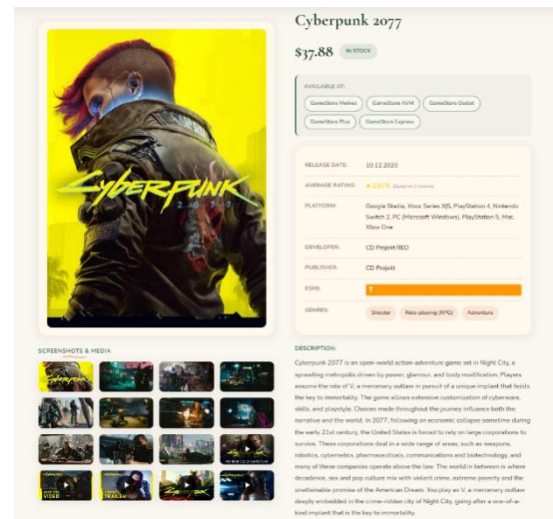 Cyberpunk 2077
$37.88 IN STOCK
AVAILABLE AT:
GameStore Merkez GameStore AVM GameStore Outlet
GameStore Plus GameStore Express
RELEASE DATE: 10.12.2020
AVERAGE RATING:
PLATFORM: Google Stadia, Xbox Series X|S, PlayStation 4, Nintendo
Switch 2, PC (Microsoft Windows), PlayStation 5, Mac,
Xbox One
DEVELOPER: CD Projekt RED
PUBLISHER: CD Projekt
ESRB: T
GENRES: Shooter Role-playing (RPG) Adventure
CYBERPUNK
2077
SCREENSHOTS & MEDIA
VIDEO
TRAILER
DESCRIPTION:
Cyberpunk 2077 is an open-world action-adventure game set in Night City, a
sprawling metropolis driven by power, glamour, and body modification. Players
assume the role of V, a mercenary outlaw in pursuit of a unique implant that holds
the key to immortality. The game allows extensive customization of cyberware,
skills, and playstyle. Choices made throughout the journey influence both the
narrative and the world. In 2077, following an economic collapse sometime during
the early 21st century, the United States is forced to rely on large corporations to
survive. These corporations deal in a wide range of areas, such as weapons,
robotics, cybernetics, pharmaceuticals, communications and biotechnology, and
many of these companies operate above the law. The world in between is where
decadence, sex and pop culture mix with violent crime, extreme poverty and the
unattainable promise of the American Dream. You play as V, a mercenary outlaw
deeply embedded in the crime-ridden city of Night City, going after a one-of-a-
kind implant that is the key to immortality.